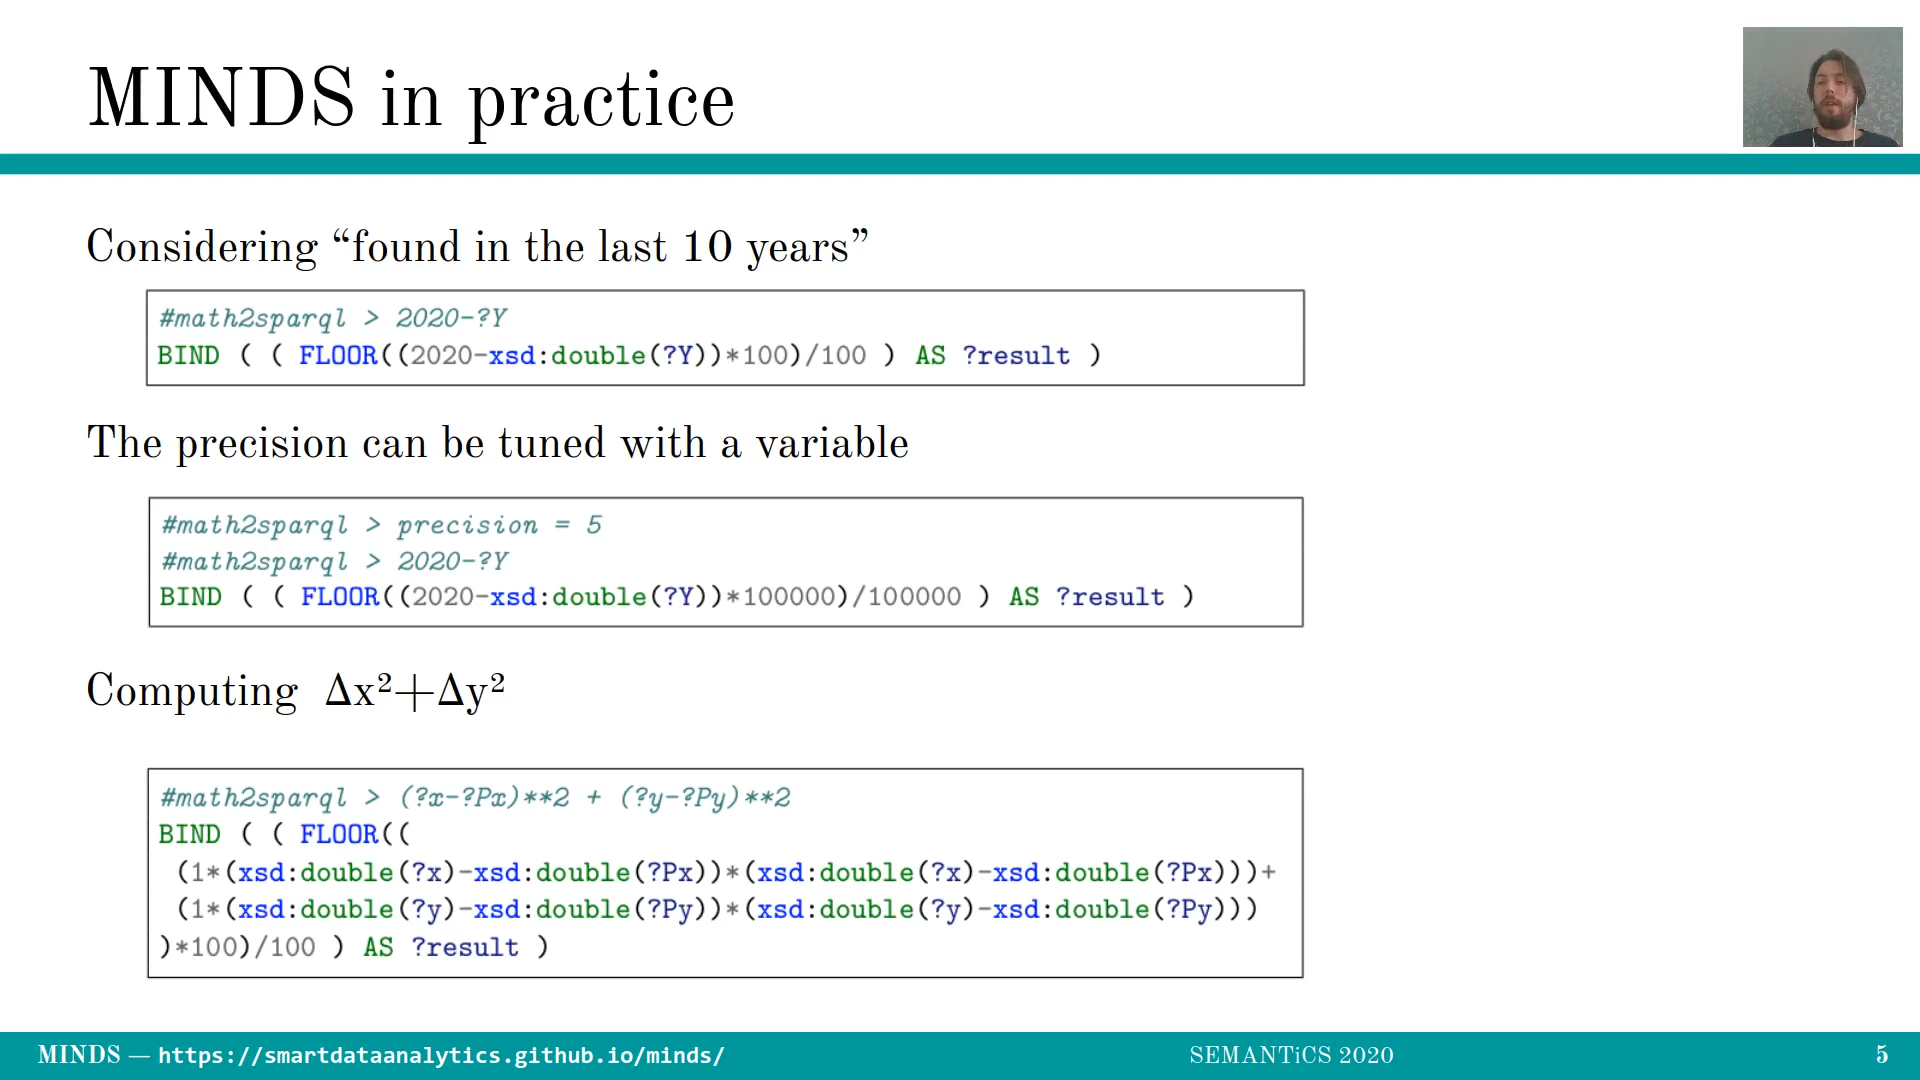 MINDS in practice
Considering “found in the last 10 years”
#math2sparql > 2020-?Y
BIND ( ( FLOOR((2020-xsd:double(?Y))*100)/100 ) AS ?result )
The precision can be tuned with a variable
#math2sparql > precision = 5
#math2sparql > 2020-?Y
BIND ( ( FLOOR((2020-xsd:double(?Y))*100000)/100000 ) AS ?result )
Computing Δx²+Δy²
#math2sparql > (?x-?Px)**2 + (?y-?Py)**2
BIND ( ( FLOOR((
(1*(xsd:double(?x)-xsd:double(?Px))*(xsd:double(?x)-xsd:double(?Px)))+
(1*(xsd:double(?y)-xsd:double(?Py))*(xsd:double(?y)-xsd:double(?Py)))
)*100)/100 ) AS ?result )
MINDS — https://smartdataanalytics.github.io/minds/
SEMANTiCS 2020
5